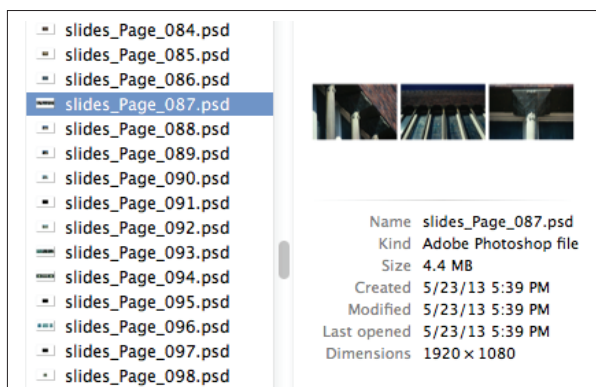 slides_Page_084.psd
slides_Page_085.psd
slides_Page_086.psd
slides_Page_087.psd
slides_Page_088.psd
slides_Page_089.psd
slides_Page_090.psd
slides_Page_091.psd
slides_Page_092.psd
slides_Page_093.psd
slides_Page_094.psd
slides_Page_095.psd
slides_Page_096.psd
slides_Page_097.psd
slides_Page_098.psd
Name slides_Page_087.psd
Kind Adobe Photoshop file
Size 4.4 MB
Created 5/23/13 5:39 PM
Modified 5/23/13 5:39 PM
Last opened 5/23/13 5:39 PM
Dimensions 1920 × 1080